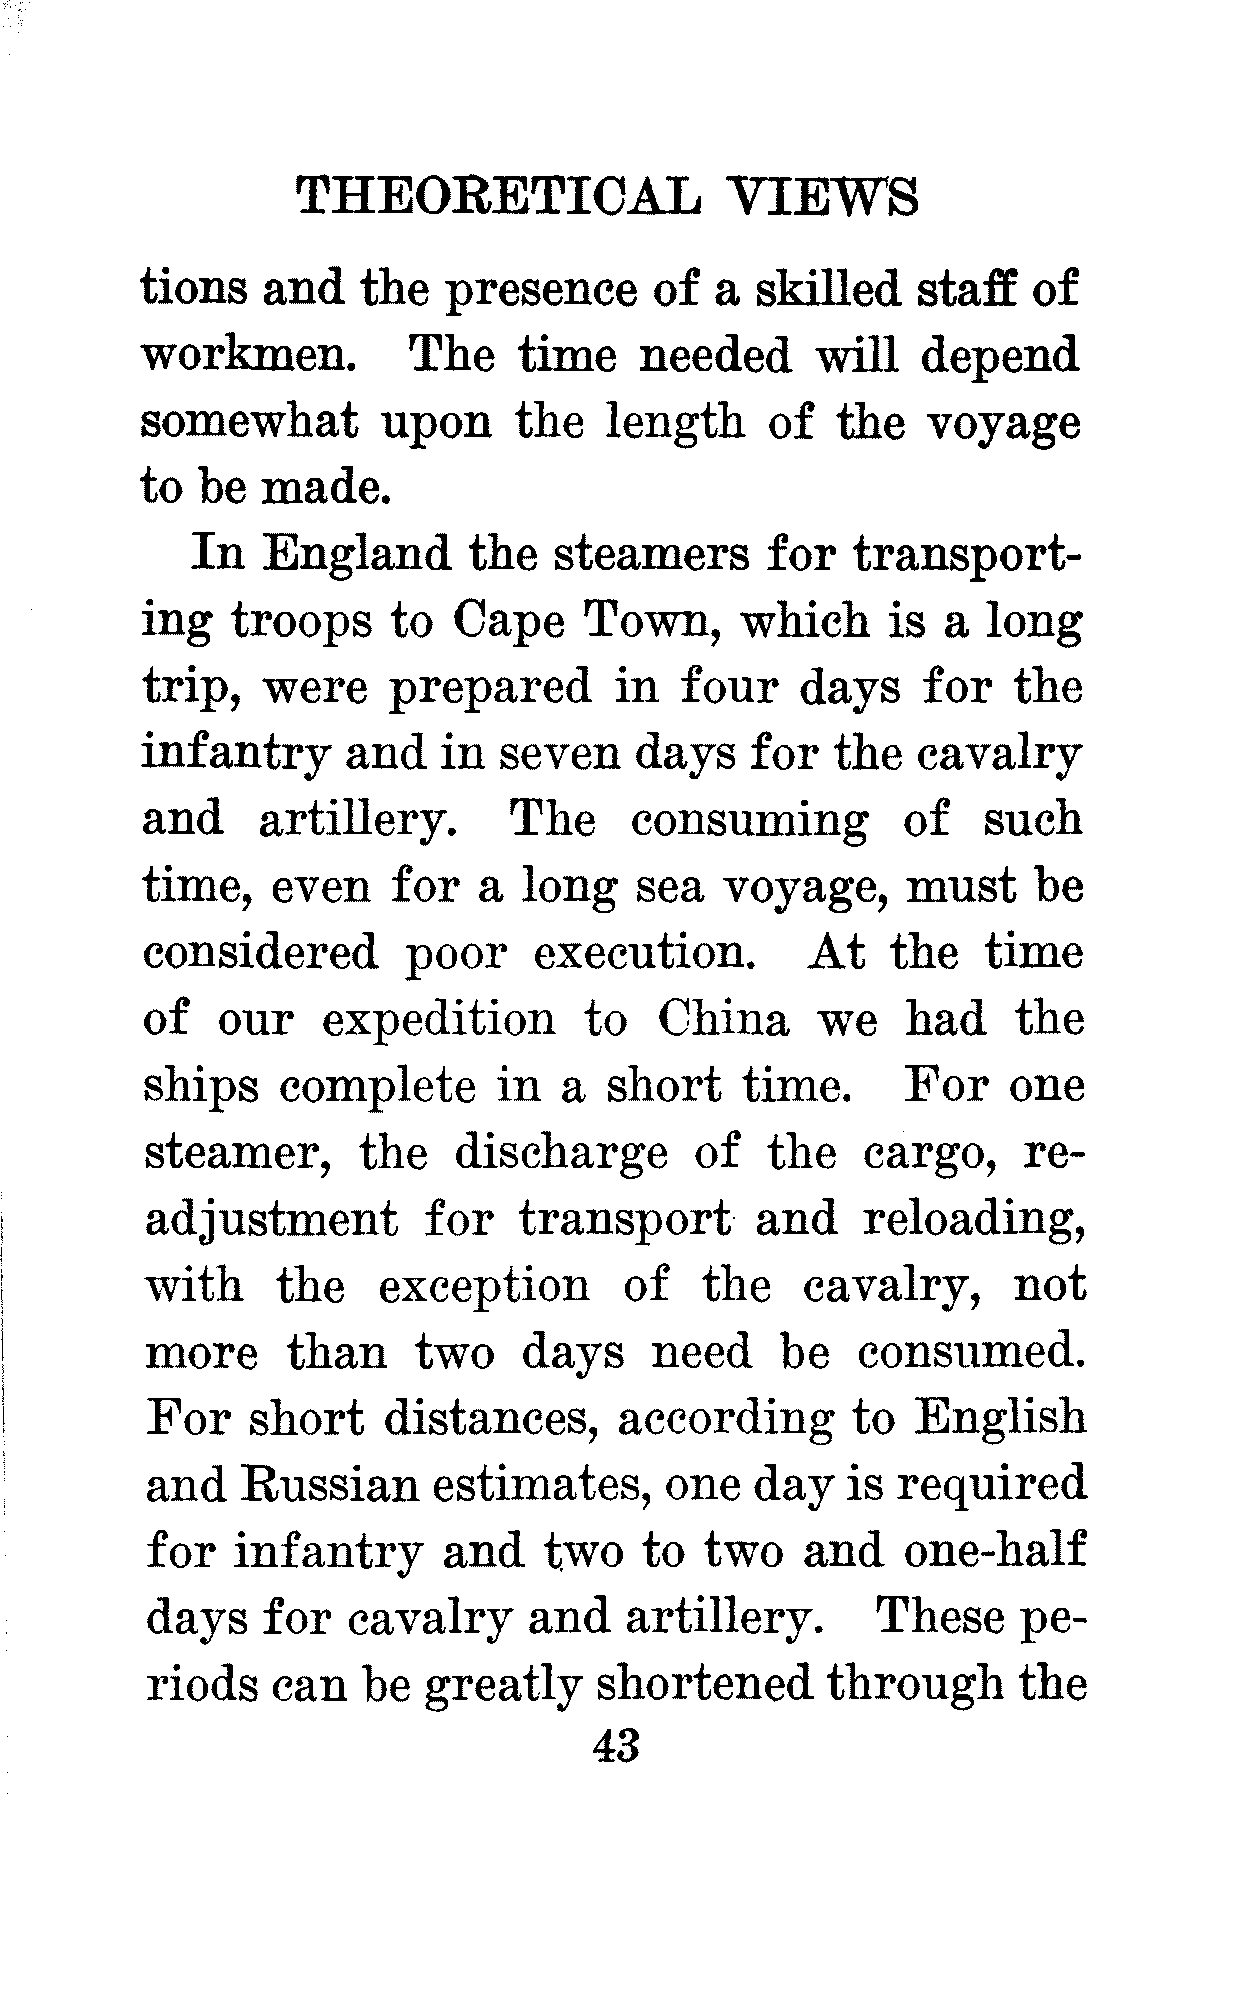 THEORETICAL VIEWS
tions and the presence of a skilled staff of
workmen. The time needed will depend
somewhat upon the length of the voyage
to be made.
In England the steamers for transport-
ing troops to Cape Town, which is a long
trip, were prepared in four days for the
infantry and in seven days for the cavalry
and artillery. The consuming of such
time, even for a long sea voyage, must be
considered poor execution. At the time
of our expedition to China we had the
ships complete in a short time. For one
steamer, the discharge of the cargo, re-
adjustment for transport and reloading,
with the exception of the cavalry, not
more than two days need be consumed.
For short distances, according to English
and Russian estimates, one day is required
for infantry and two to two and one-half
days for cavalry and artillery. These pe-
riods can be greatly shortened through the
43